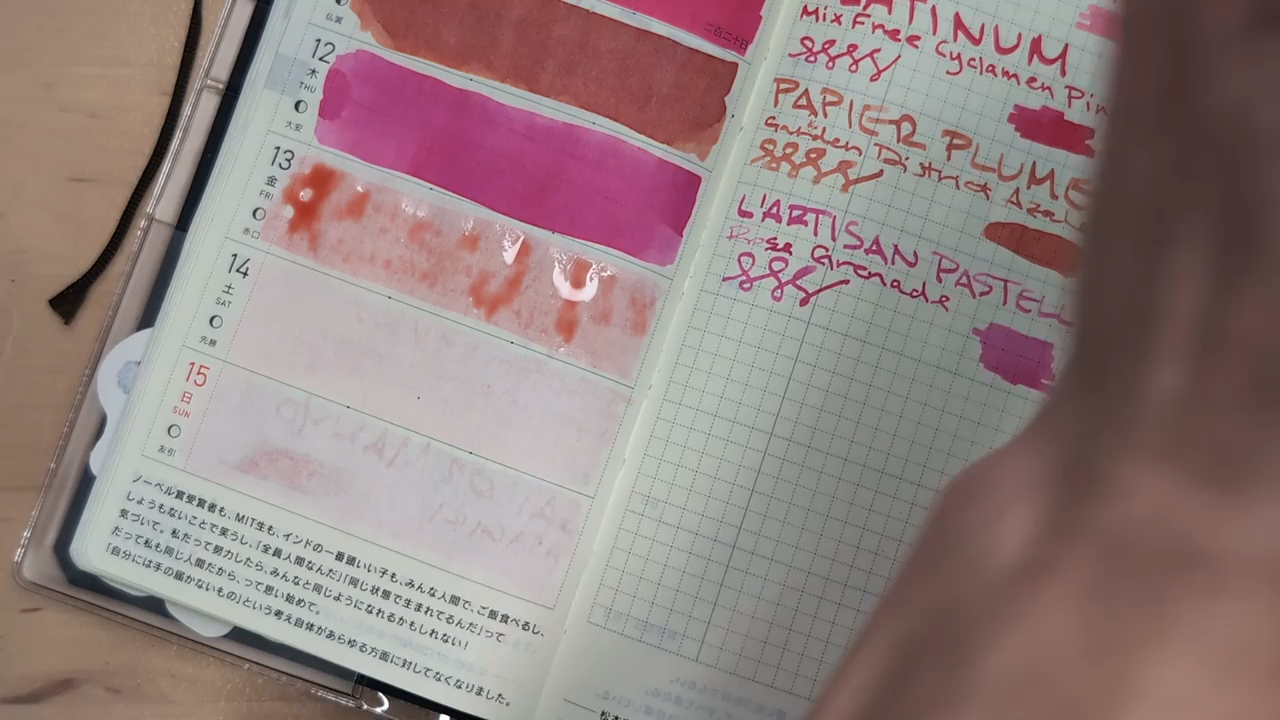 仏滅
二百二十日
12
木
THU
大安
13
金
FRI
赤口
14
土
SAT
先勝
15
日
SUN
友引
ノーベル賞受賞者も、MIT生も、インドの一番頭いい子も、みんな人間で、ご飯食べるし、
しょうもないことで笑うし、「全員人間なんだ」「同じ状態で生まれてるんだ」って
気づいて。私だって努力したら、みんなと同じようになれるかもしれない!
だって私も同じ人間だから、って思い始めて。
「自分には手の届かないもの」という考え自体があらゆる方面に対してなくなりました。
PLATINUM
Mix Free Cyclamen Pin
PAPIER PLUME
Garden District Azal
L'ARTISAN PASTELL
Rose Grenade
松本